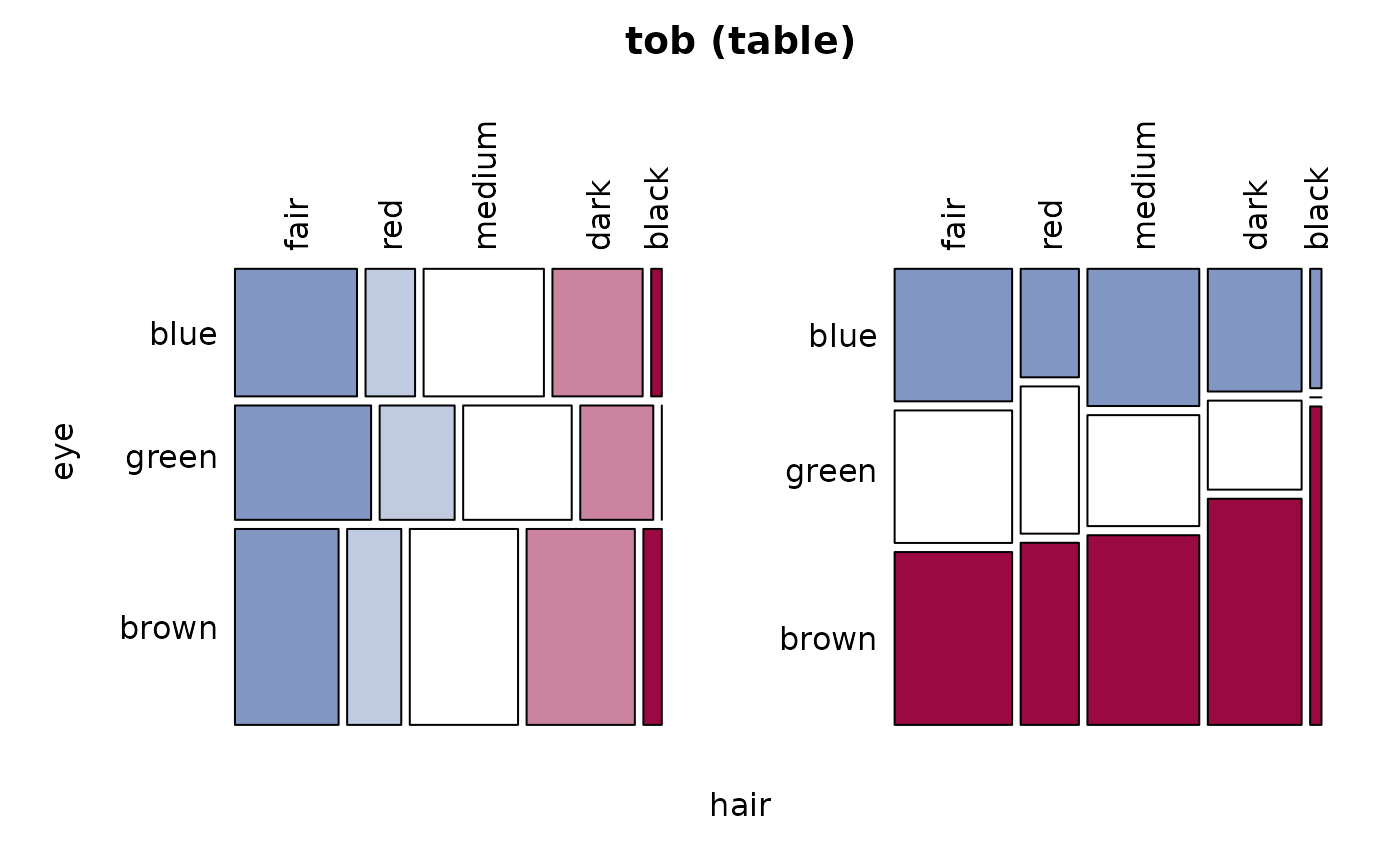 tob (table)
fair
red
medium
dark
black
fair
red
medium
dark
black
eye
blue
green
brown
blue
green
brown
hair